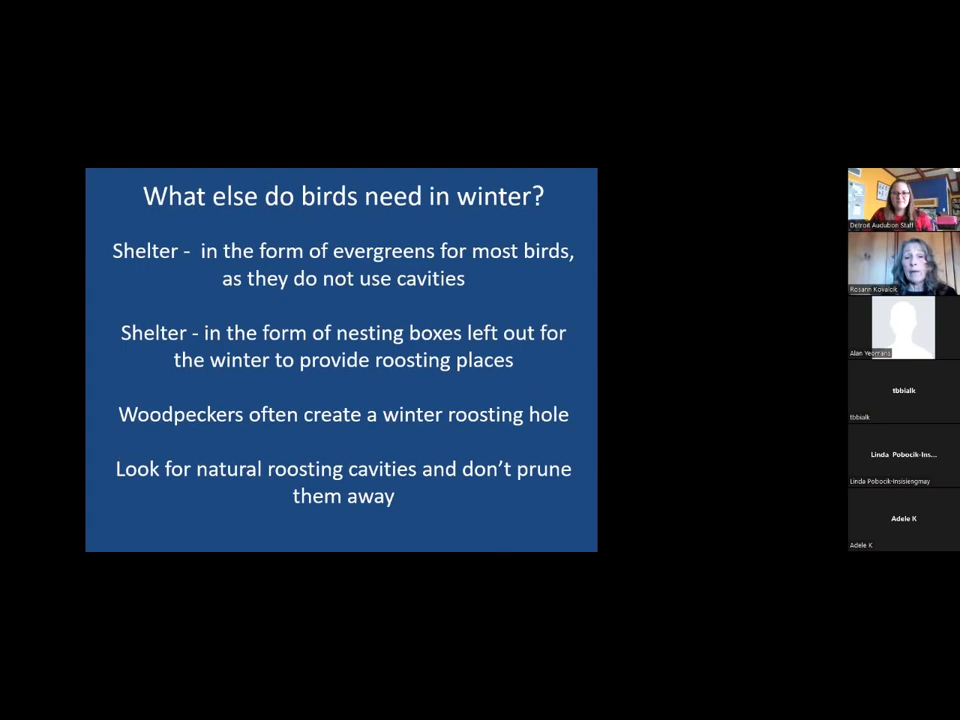 What else do birds need in winter?
Shelter -  in the form of evergreens for most birds,
as they do not use cavities
Shelter - in the form of nesting boxes left out for
the winter to provide roosting places
Woodpeckers often create a winter roosting hole
Look for natural roosting cavities and don't prune
them away
Detroit Audubon Staff
Rosann Kovalcik
Alan Yeomans
tbbialk
tbbialk
Linda Pobocik-Ins...
Linda Pobocik-Insisiengmay
Adele K
Adele K